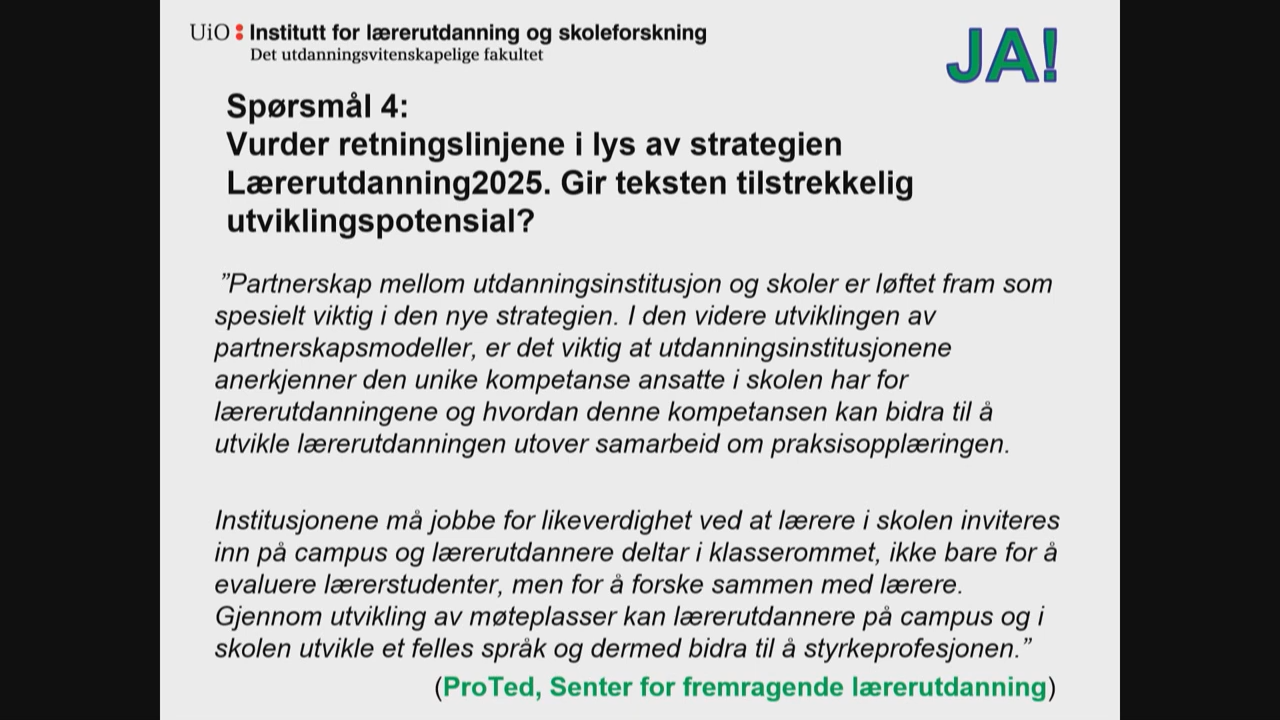 UiO : Institutt for lærerutdanning og skoleforskning
Det utdanningsvitenskapelige fakultet
JA!
Spørsmål 4:
Vurder retningslinjene i lys av strategien
Lærerutdanning2025. Gir teksten tilstrekkelig
utviklingspotensial?
”Partnerskap mellom utdanningsinstitusjon og skoler er løftet fram som
spesielt viktig i den nye strategien. I den videre utviklingen av
partnerskapsmodeller, er det viktig at utdanningsinstitusjonene
anerkjenner den unike kompetanse ansatte i skolen har for
lærerutdanningene og hvordan denne kompetansen kan bidra til å
utvikle lærerutdanningen utover samarbeid om praksisopplæringen.
Institusjonene må jobbe for likeverdighet ved at lærere i skolen inviteres
inn på campus og lærerutdannere deltar i klasserommet, ikke bare for å
evaluere lærerstudenter, men for å forske sammen med lærere.
Gjennom utvikling av møteplasser kan lærerutdannere på campus og i
skolen utvikle et felles språk og dermed bidra til å styrkeprofesjonen.”
(ProTed, Senter for fremragende lærerutdanning)